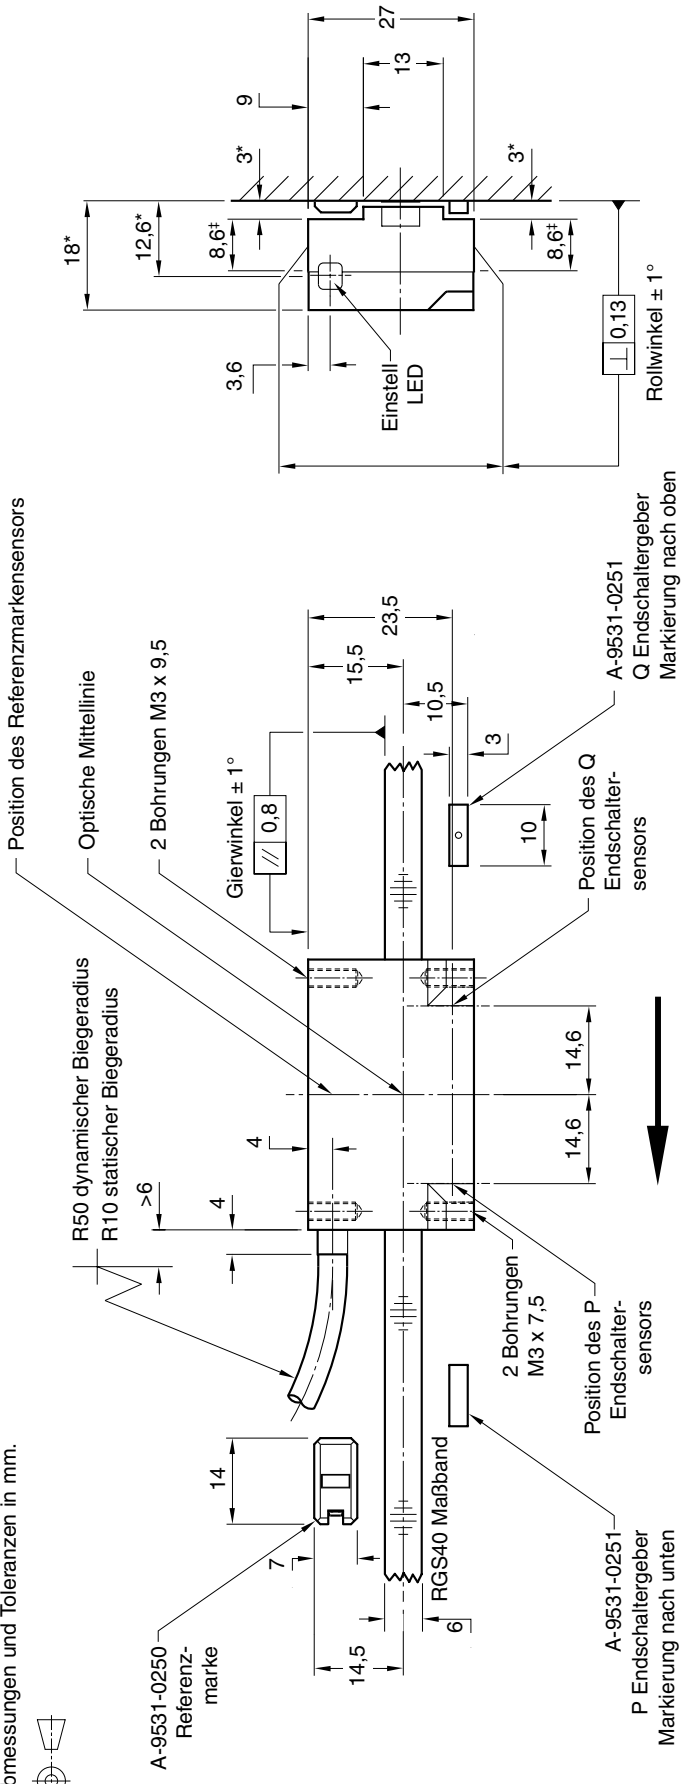 Abmessungen und Toleranzen in mm.
A-9531-0250
Referenz-
marke
14,5
7
14
6
RGS40 Maßband
R50 dynamischer Biegeradius
R10 statischer Biegeradius
>6
4
4
Position des Referenzmarkensensors
Optische Mittellinie
2 Bohrungen M3 x 9,5
Gierwinkel ± 1°
// 0,8
15,5
23,5
10,5
3
10
A-9531-0251
Q Endschaltergeber
Markierung nach oben
Position des Q
Endschalter-
sensors
14,6
14,6
2 Bohrungen
M3 x 7,5
Position des P
Endschalter-
sensors
A-9531-0251
P Endschaltergeber
Markierung nach unten
18*
12,6*
8,6‡
3*
9
13
27
3*
8,6‡
3,6
Einstell
LED
⊥ 0,13
Rollwinkel ± 1°